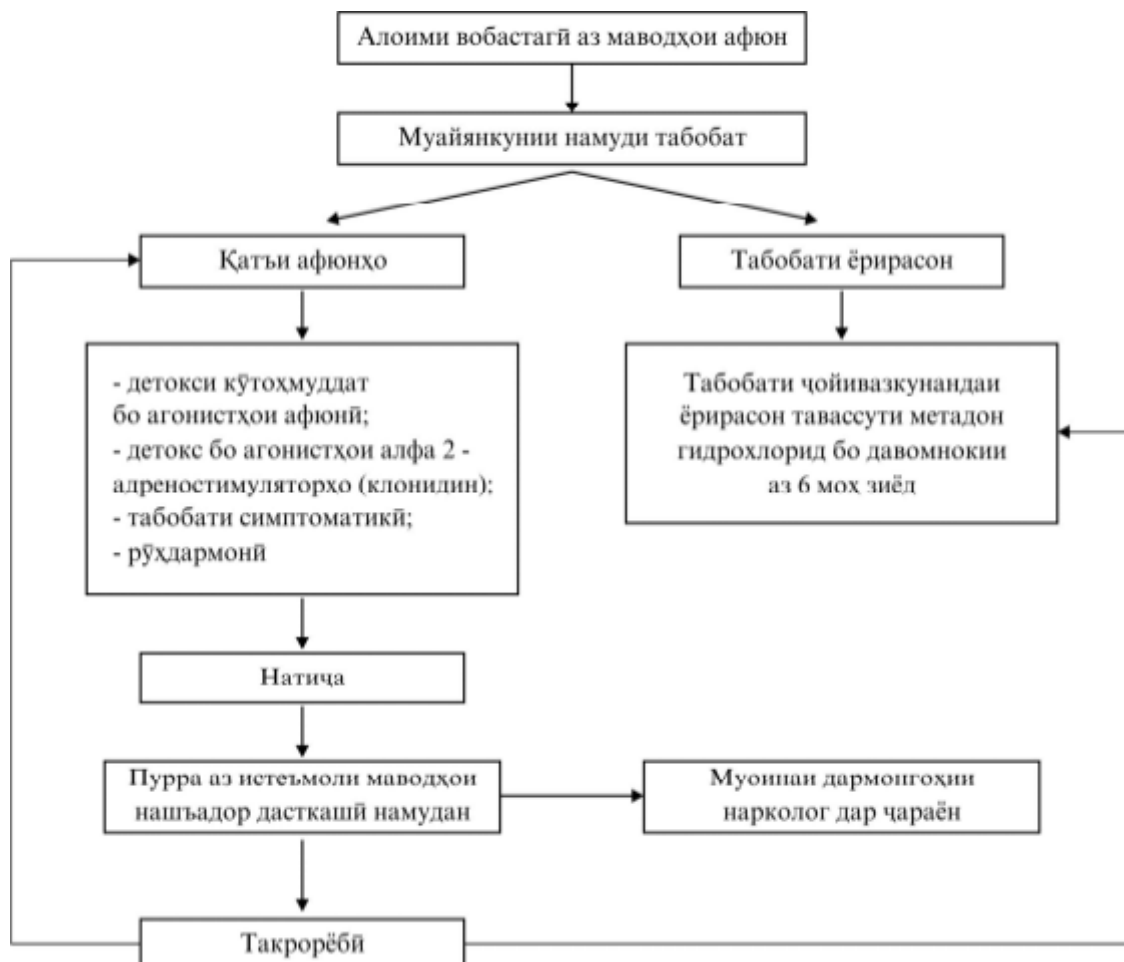 Алоими вобастагӣ аз маводҳои афюн
Муайянкунии намуди табобат
Қатъи афюнҳо
Табобати ёрирасон
- детокси кӯтоҳмуддат
бо агонистҳои афюнӣ;
- детокс бо агонистҳои алфа 2 -
адреностимуляторҳо (клонидин);
- табобати симптоматикӣ;
- рӯҳдармонӣ
Табобати ҷойивазкунандаи
ёрирасон тавассути метадон
гидрохлорид бо давомнокии
аз 6 моҳ зиёд
Натиҷа
Пурра аз истеъмоли маводҳои
нашъадор дасткашӣ намудан
Муоинаи дармонгоҳии
нарколог дар ҷараён
Такрорёбӣ